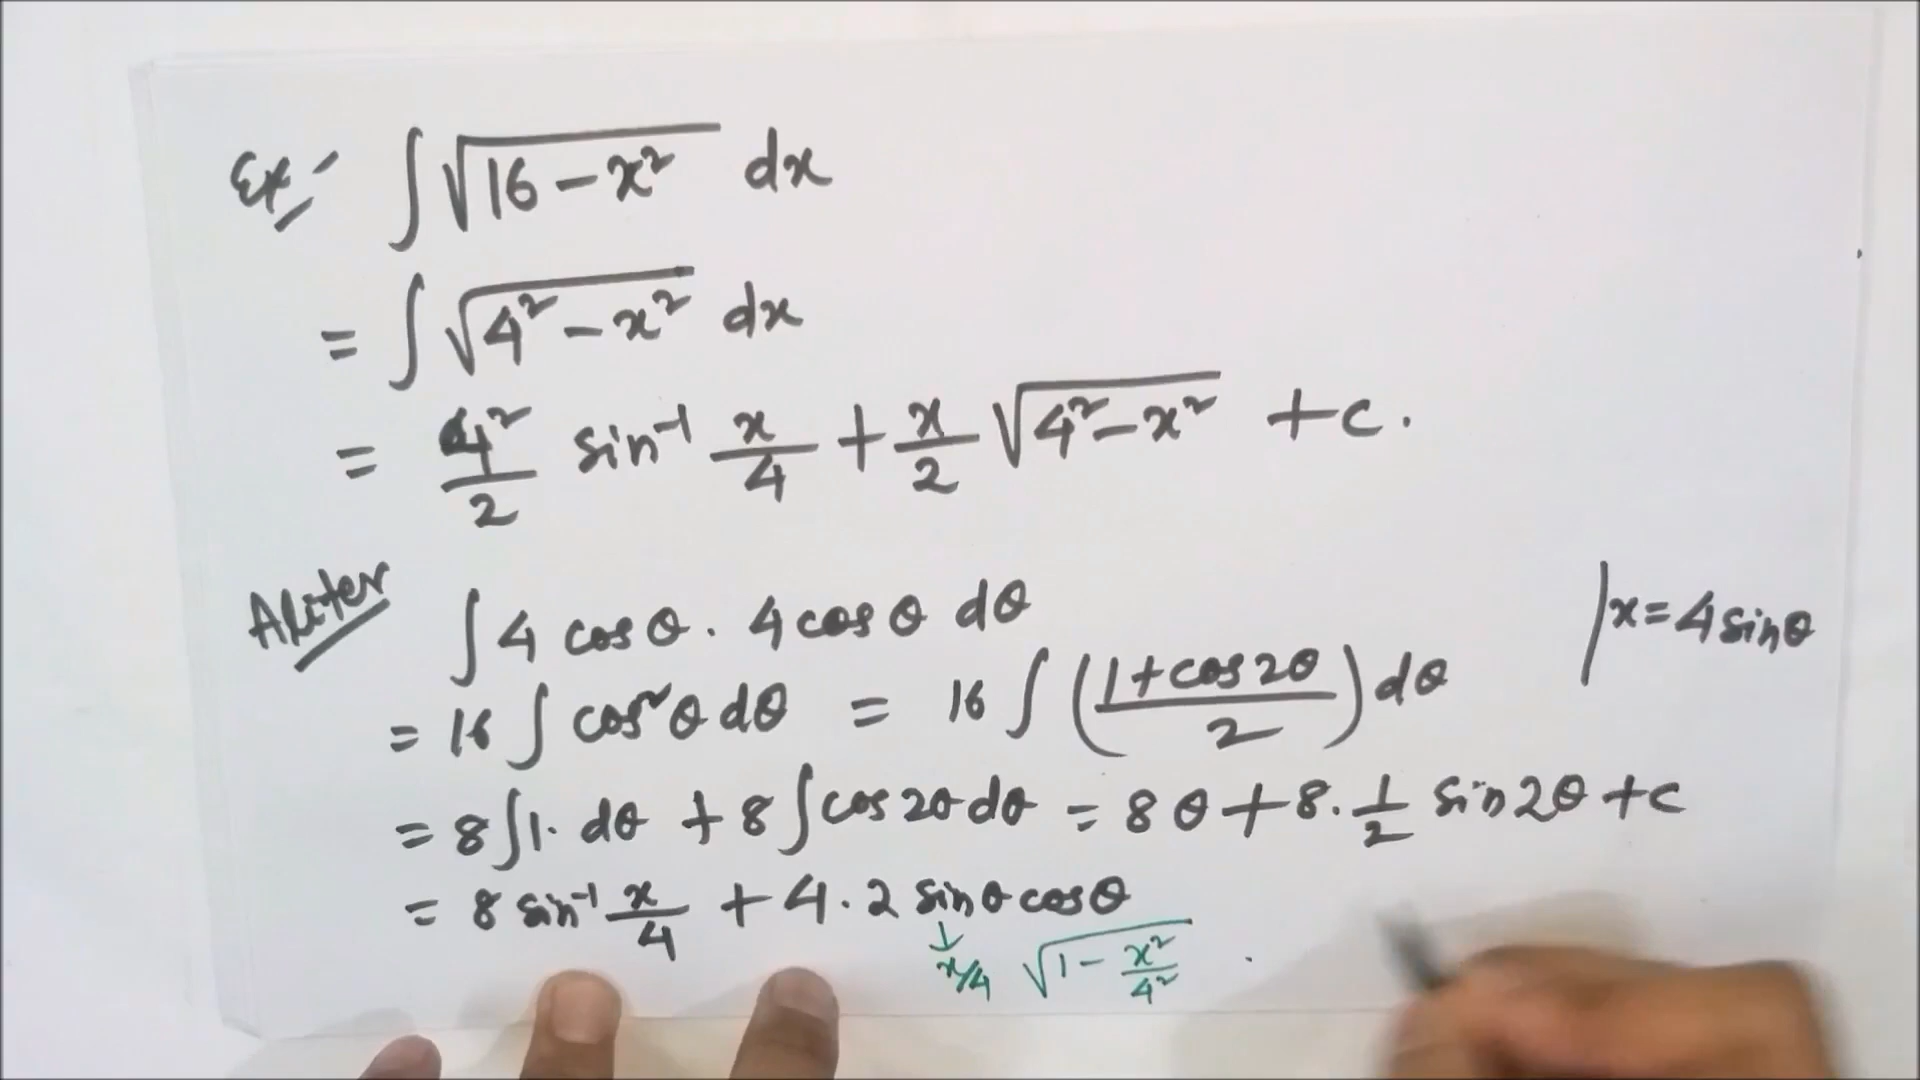 Ex:- ∫√(16 - x²) dx
= ∫√(4² - x²) dx
= 4²/2 sin⁻¹ x/4 + x/2 √(4² - x²) + c.
Aliter ∫ 4 cosθ . 4 cosθ dθ | x = 4 sinθ
= 16 ∫ cos²θ dθ = 16 ∫ ((1 + cos 2θ)/2) dθ
= 8 ∫ 1. dθ + 8 ∫ cos 2θ dθ = 8θ + 8. 1/2 sin 2θ + c
= 8 sin⁻¹ x/4 + 4 . 2 sinθ cosθ
↓
x/4 √(1 - x²/4²) .